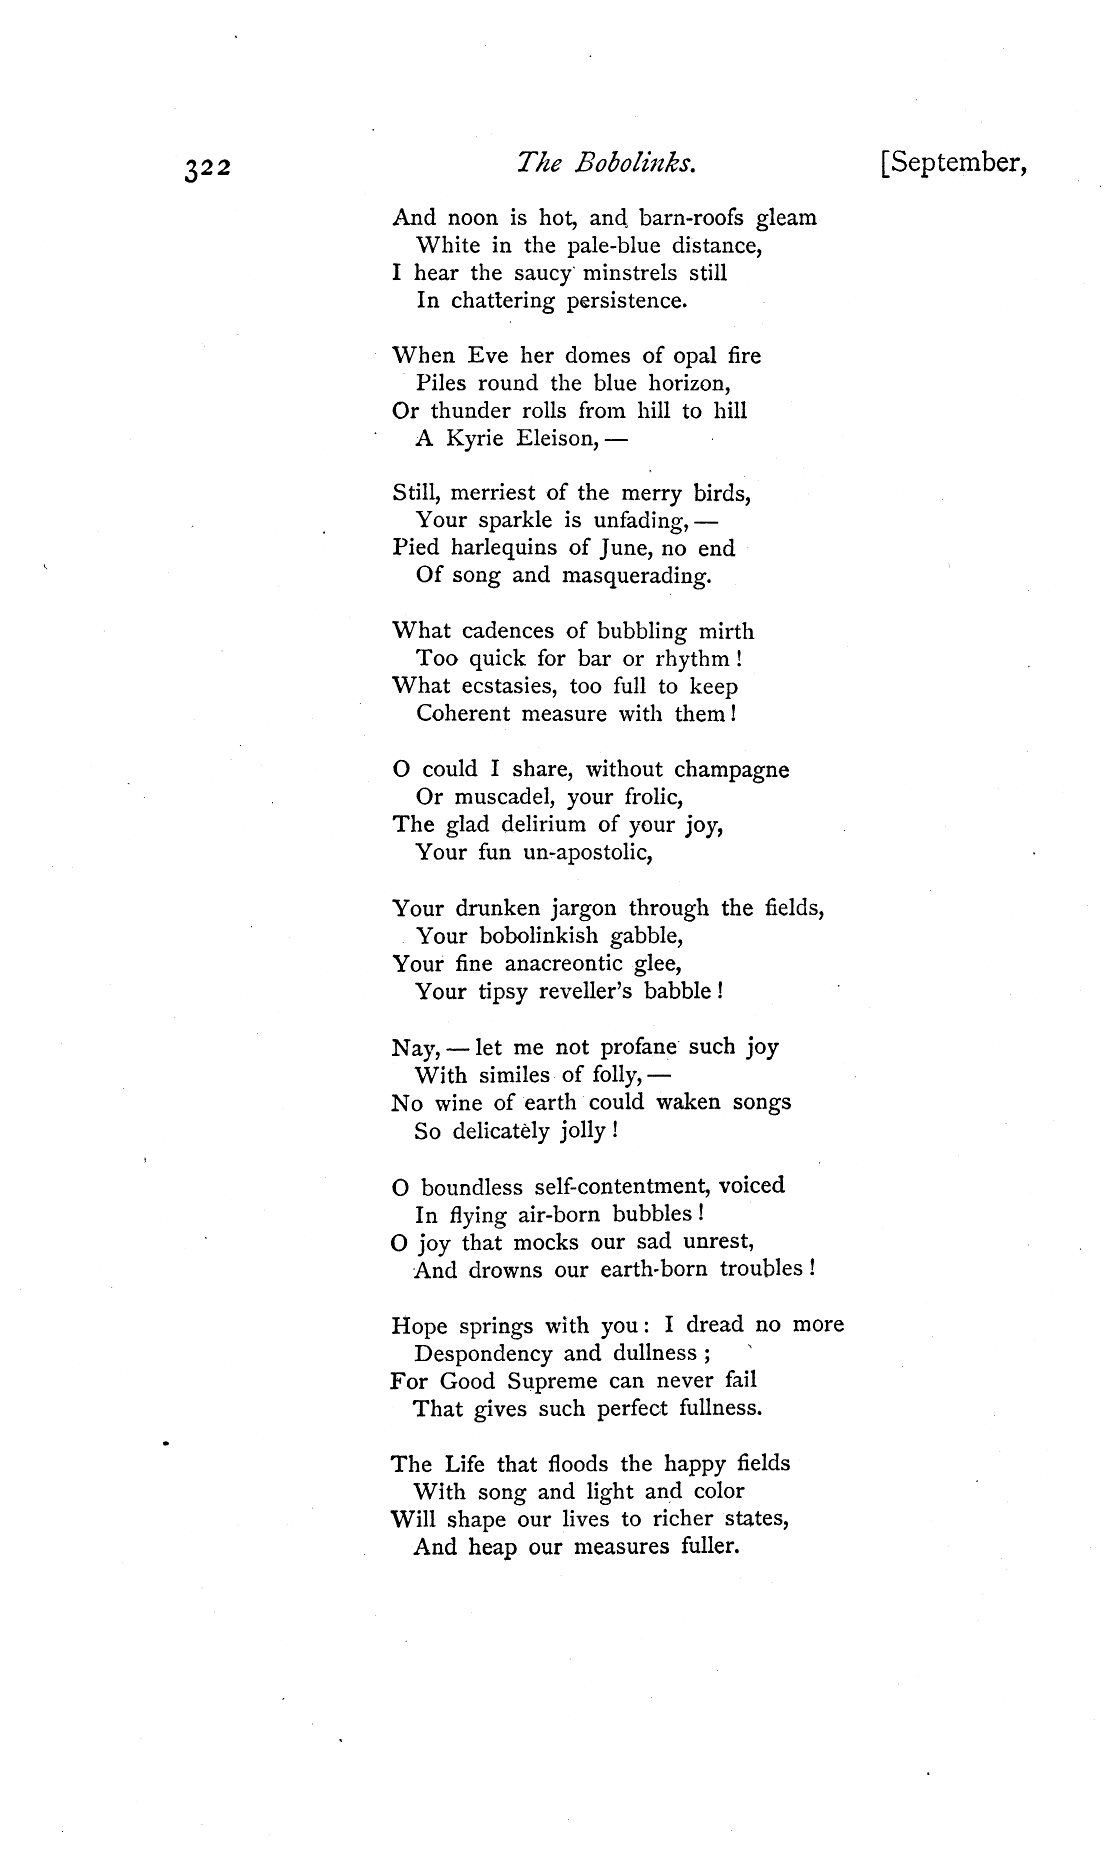 322 The Bobolinks. [September,
And noon is hot, and barn-roofs gleam
White in the pale-blue distance,
I hear the saucy minstrels still
In chattering persistence.
When Eve her domes of opal fire
Piles round the blue horizon,
Or thunder rolls from hill to hill
A Kyrie Eleison, —
Still, merriest of the merry birds,
Your sparkle is unfading, —
Pied harlequins of June, no end
Of song and masquerading.
What cadences of bubbling mirth
Too quick for bar or rhythm !
What ecstasies, too full to keep
Coherent measure with them !
O could I share, without champagne
Or muscadel, your frolic,
The glad delirium of your joy,
Your fun un-apostolic,
Your drunken jargon through the fields,
Your bobolinkish gabble,
Your fine anacreontic glee,
Your tipsy reveller's babble !
Nay, — let me not profane such joy
With similes of folly, —
No wine of earth could waken songs
So delicately jolly !
O boundless self-contentment, voiced
In flying air-born bubbles !
O joy that mocks our sad unrest,
And drowns our earth-born troubles !
Hope springs with you : I dread no more
Despondency and dullness ;
For Good Supreme can never fail
That gives such perfect fullness.
The Life that floods the happy fields
With song and light and color
Will shape our lives to richer states,
And heap our measures fuller.